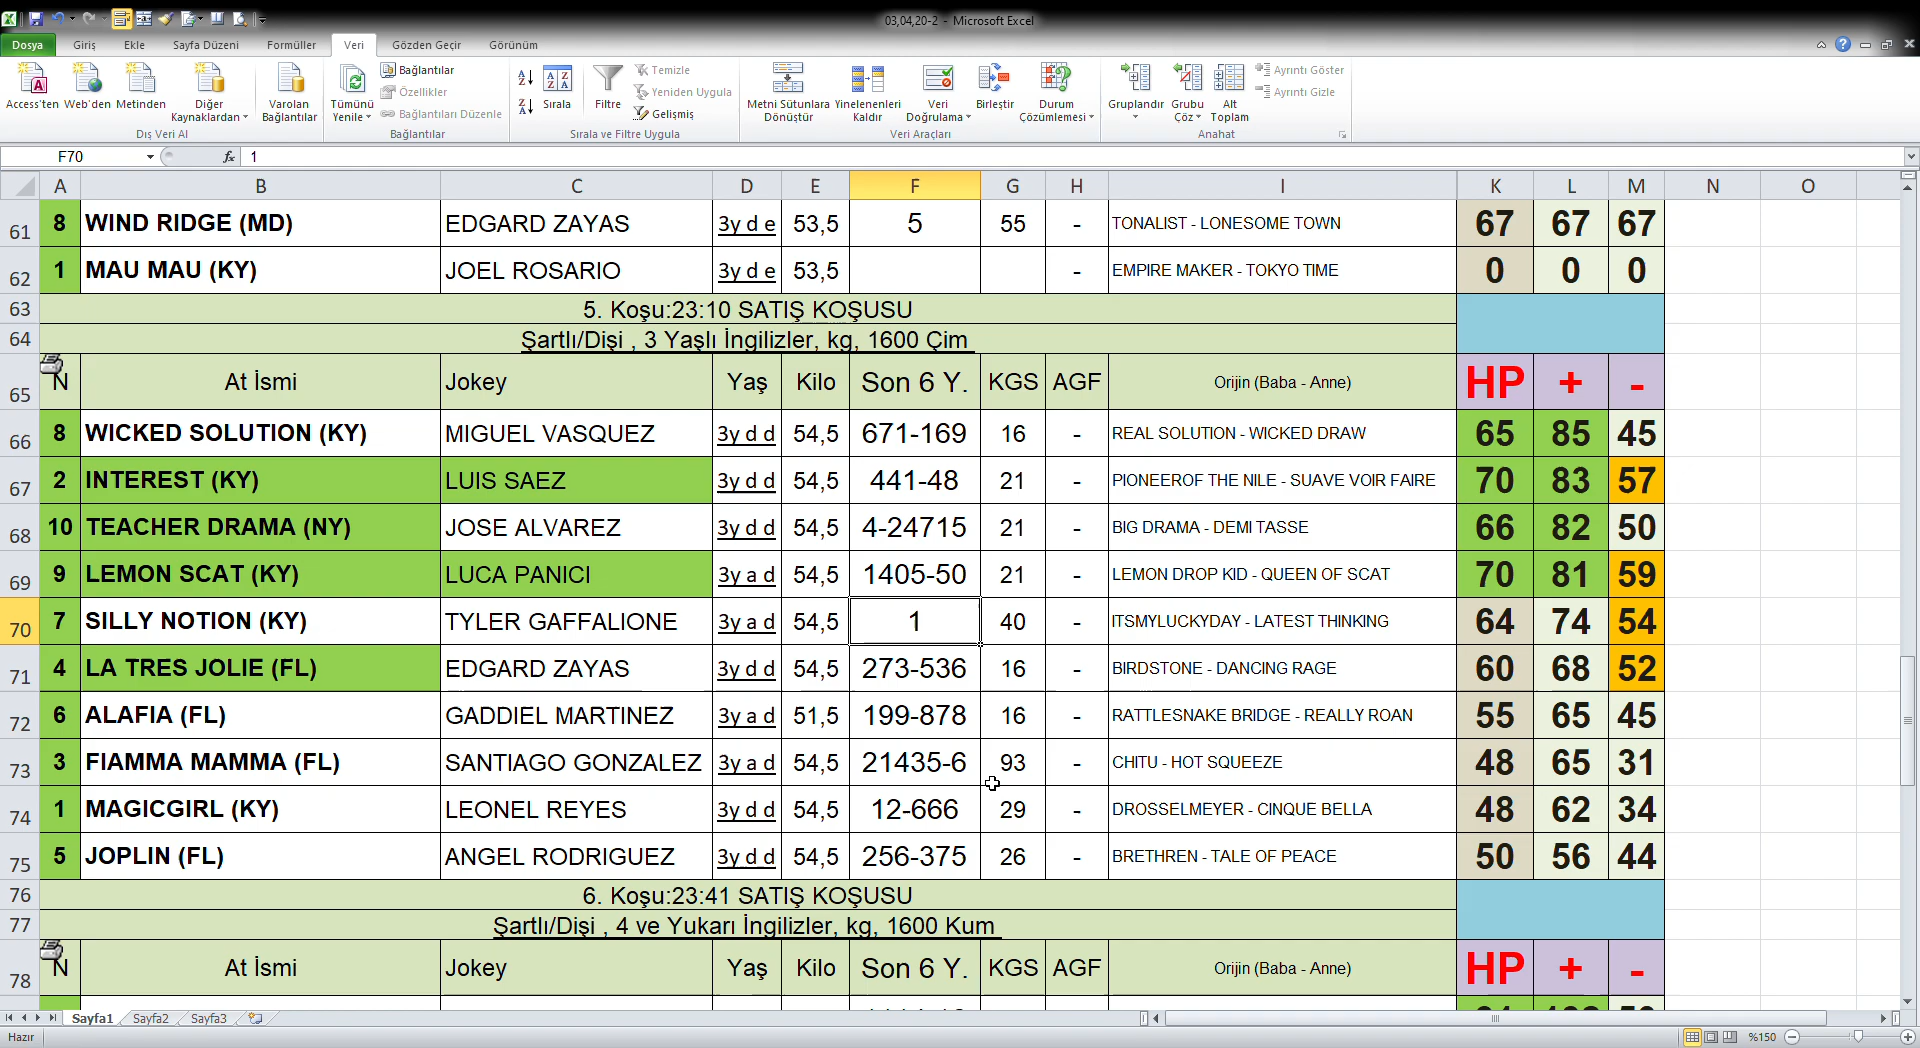 03,04,20-2 - Microsoft Excel
Dosya Giriş Ekle Sayfa Düzeni Formüller Veri Gözden Geçir Görünüm
Access'ten Web'den Metinden Diğer Kaynaklardan Varolan Bağlantılar Tümünü Yenile Bağlantılar Özellikler Bağlantıları Düzenle Sırala Filtre Temizle Yeniden Uygula Gelişmiş Metni Sütunlara Dönüştür Yinelenenleri Kaldır Veri Doğrulama Birleştir Durum Çözümlemesi Gruplandır Grubu Çöz Alt Toplam Ayrıntı Göster Ayrıntı Gizle
Dış Veri Al Bağlantılar Sırala ve Filtre Uygula Veri Araçları Anahat
F70 fx 1
A B C D E F G H I K L M N O
61 8 WIND RIDGE (MD) EDGARD ZAYAS 3y d e 53,5 5 55 - TONALIST - LONESOME TOWN 67 67 67
62 1 MAU MAU (KY) JOEL ROSARIO 3y d e 53,5 - EMPIRE MAKER - TOKYO TIME 0 0 0
63 5. Koşu:23:10 SATIŞ KOŞUSU
64 Şartlı/Dişi , 3 Yaşlı İngilizler, kg, 1600 Çim
65 N At İsmi Jokey Yaş Kilo Son 6 Y. KGS AGF Orijin (Baba - Anne) HP + -
66 8 WICKED SOLUTION (KY) MIGUEL VASQUEZ 3y d d 54,5 671-169 16 - REAL SOLUTION - WICKED DRAW 65 85 45
67 2 INTEREST (KY) LUIS SAEZ 3y d d 54,5 441-48 21 - PIONEEROF THE NILE - SUAVE VOIR FAIRE 70 83 57
68 10 TEACHER DRAMA (NY) JOSE ALVAREZ 3y d d 54,5 4-24715 21 - BIG DRAMA - DEMI TASSE 66 82 50
69 9 LEMON SCAT (KY) LUCA PANICI 3y a d 54,5 1405-50 21 - LEMON DROP KID - QUEEN OF SCAT 70 81 59
70 7 SILLY NOTION (KY) TYLER GAFFALIONE 3y a d 54,5 1 40 - ITSMYLUCKYDAY - LATEST THINKING 64 74 54
71 4 LA TRES JOLIE (FL) EDGARD ZAYAS 3y d d 54,5 273-536 16 - BIRDSTONE - DANCING RAGE 60 68 52
72 6 ALAFIA (FL) GADDIEL MARTINEZ 3y a d 51,5 199-878 16 - RATTLESNAKE BRIDGE - REALLY ROAN 55 65 45
73 3 FIAMMA MAMMA (FL) SANTIAGO GONZALEZ 3y a d 54,5 21435-6 93 - CHITU - HOT SQUEEZE 48 65 31
74 1 MAGICGIRL (KY) LEONEL REYES 3y d d 54,5 12-666 29 - DROSSELMEYER - CINQUE BELLA 48 62 34
75 5 JOPLIN (FL) ANGEL RODRIGUEZ 3y d d 54,5 256-375 26 - BRETHREN - TALE OF PEACE 50 56 44
76 6. Koşu:23:41 SATIŞ KOŞUSU
77 Şartlı/Dişi , 4 ve Yukarı İngilizler, kg, 1600 Kum
78 N At İsmi Jokey Yaş Kilo Son 6 Y. KGS AGF Orijin (Baba - Anne) HP + -
Sayfa1 Sayfa2 Sayfa3
Hazır %150